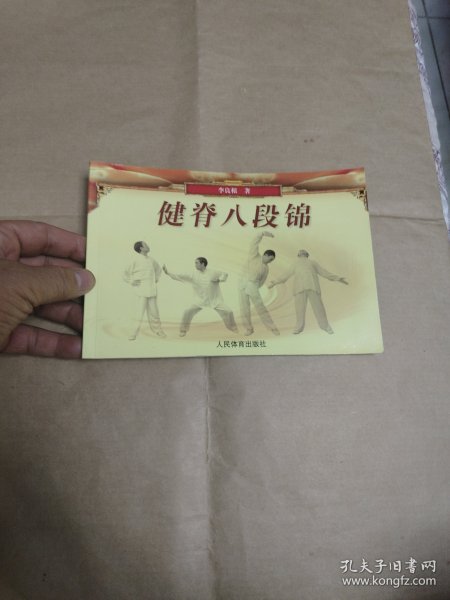 李良根 著
健脊八段锦
人民体育出版社
孔夫子旧书网
www.kongfz.com